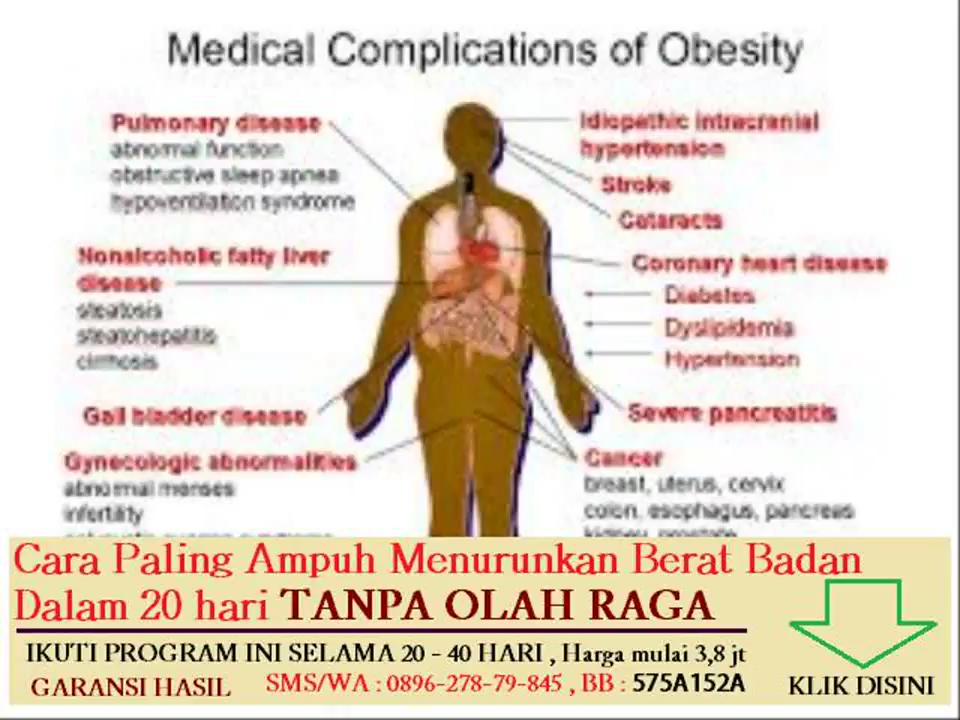 Medical Complications of Obesity
Pulmonary disease
abnormal function
obstructive sleep apnea
hypoventilation syndrome
Nonalcoholic fatty liver
disease
steatosis
steatohepatitis
cirrhosis
Gall bladder disease
Gynecologic abnormalities
abnormal menses
infertility
Idiopathic intracranial
hypertension
Stroke
Cataracts
Coronary heart disease
Diabetes
Dyslipidemia
Hypertension
Severe pancreatitis
Cancer
breast, uterus, cervix
colon, esophagus, pancreas
kidney, prostate
Cara Paling Ampuh Menurunkan Berat Badan
Dalam 20 hari TANPA OLAH RAGA
IKUTI PROGRAM INI SELAMA 20 - 40 HARI , Harga mulai 3,8 jt
GARANSI HASIL SMS/WA : 0896-278-79-845 , BB : 575A152A
KLIK DISINI